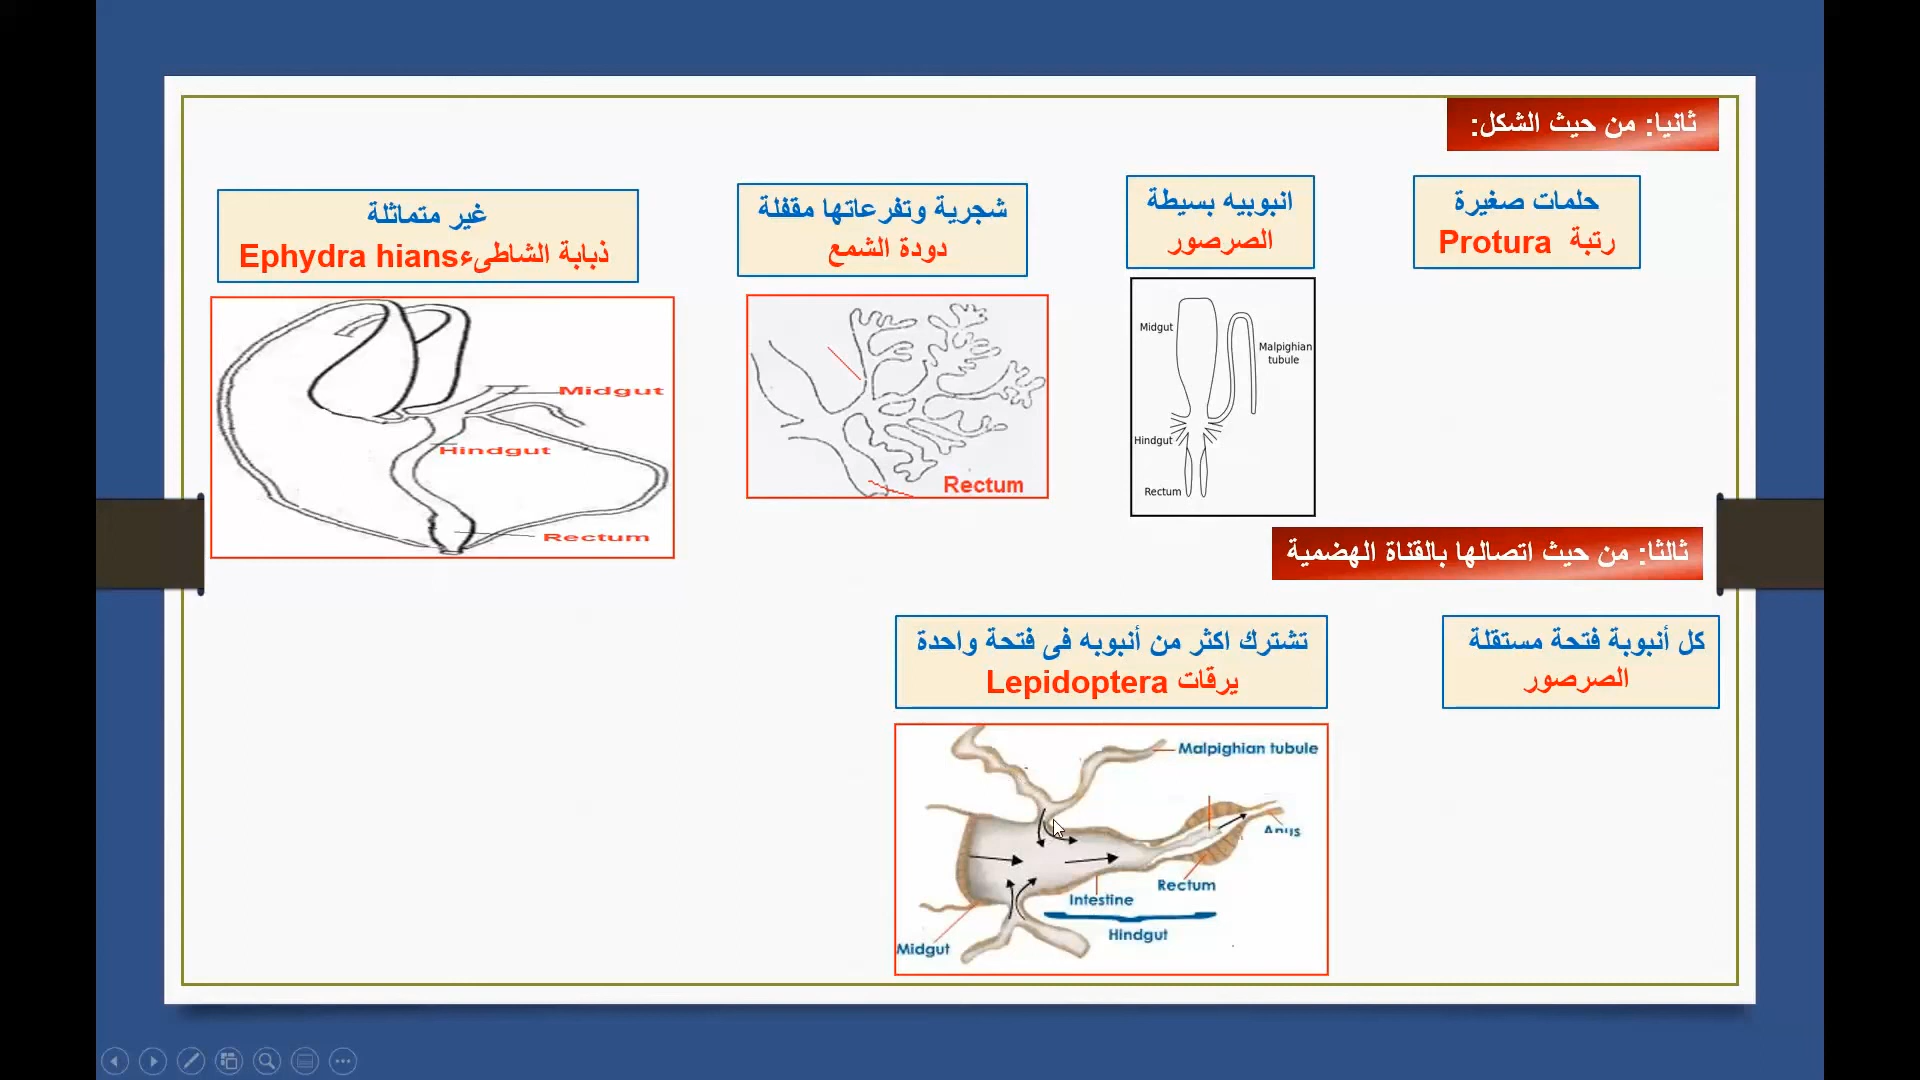 ثانيا: من حيث الشكل:
حلمات صغيرة
رتبة Protura
انبوبيه بسيطة
الصرصور
شجرية وتفرعاتها مقفلة
دودة الشمع
غير متماثلة
ذبابة الشاطىء Ephydra hians
Midgut
Malpighian
tubule
Hindgut
Rectum
Rectum
Midgut
Hindgut
Rectum
ثالثا: من حيث اتصالها بالقناة الهضمية
كل أنبوبة فتحة مستقلة
الصرصور
تشترك اكثر من أنبوبه فى فتحة واحدة
يرقات Lepidoptera
Malpighian tubule
Anus
Rectum
Intestine
Hindgut
Midgut